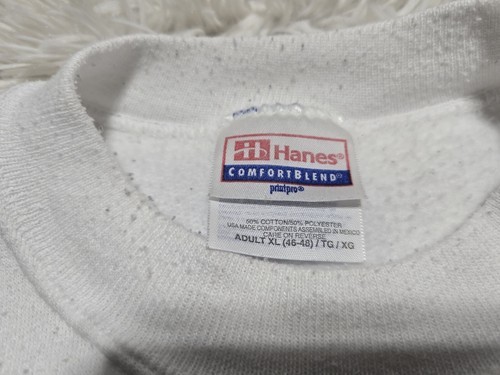 Hanes®
COMFORTBLEND®
printpro®
50% COTTON/50% POLYESTER
USA MADE COMPONENTS ASSEMBLED IN MEXICO
CARE ON REVERSE
ADULT XL (46-48) / TG / XG